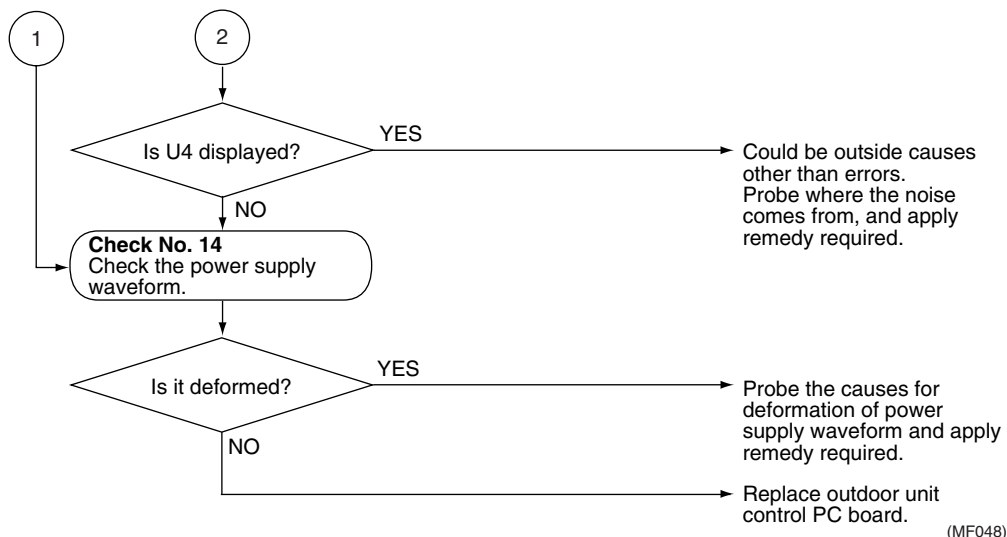 1
2
Is U4 displayed?
YES
Could be outside causes
other than errors.
Probe where the noise
comes from, and apply
remedy required.
NO
Check No. 14
Check the power supply
waveform.
Is it deformed?
YES
Probe the causes for
deformation of power
supply waveform and apply
remedy required.
NO
Replace outdoor unit
control PC board.
(MF048)